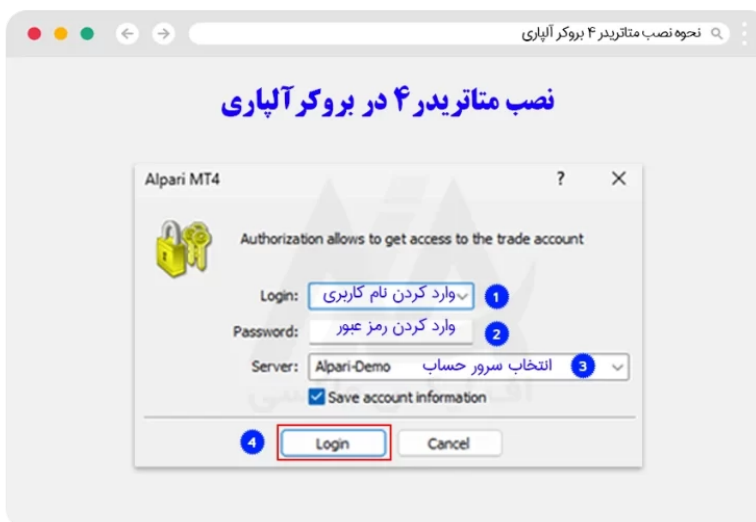 نحوه نصب متاتریدر ۴ بروکر آلپاری
نصب متاتریدر ۴ در بروکر آلپاری
Alpari MT4 ?
Authorization allows to get access to the trade account
Login: وارد کردن نام کاربری 1
Password: وارد کردن رمز عبور 2
Server: Alpari-Demo انتخاب سرور حساب 3
Save account information
4 Login Cancel